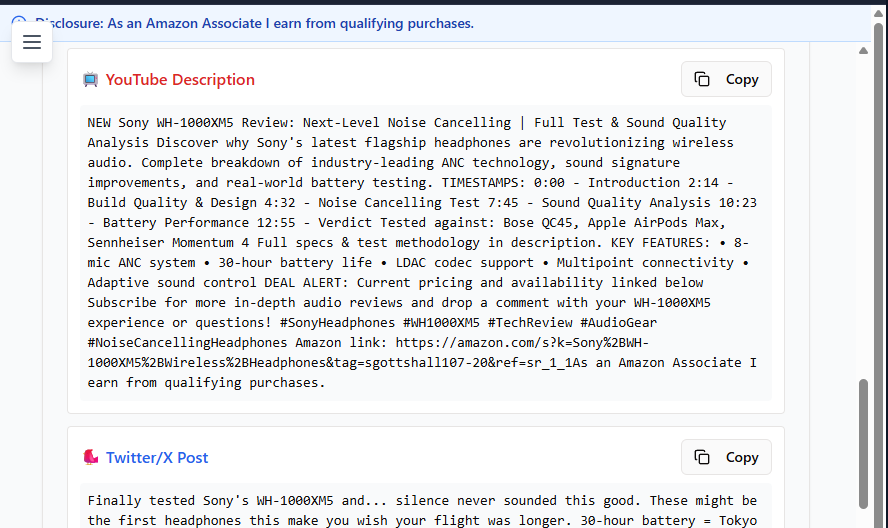 Disclosure: As an Amazon Associate I earn from qualifying purchases.
YouTube Description
Copy
NEW Sony WH-1000XM5 Review: Next-Level Noise Cancelling | Full Test & Sound Quality
Analysis Discover why Sony's latest flagship headphones are revolutionizing wireless
audio. Complete breakdown of industry-leading ANC technology, sound signature
improvements, and real-world battery testing. TIMESTAMPS: 0:00 - Introduction 2:14 -
Build Quality & Design 4:32 - Noise Cancelling Test 7:45 - Sound Quality Analysis 10:23
- Battery Performance 12:55 - Verdict Tested against: Bose QC45, Apple AirPods Max,
Sennheiser Momentum 4 Full specs & test methodology in description. KEY FEATURES: • 8-
mic ANC system • 30-hour battery life • LDAC codec support • Multipoint connectivity •
Adaptive sound control DEAL ALERT: Current pricing and availability linked below
Subscribe for more in-depth audio reviews and drop a comment with your WH-1000XM5
experience or questions! #SonyHeadphones #WH1000XM5 #TechReview #AudioGear
#NoiseCancellingHeadphones Amazon link: https://amazon.com/s?k=Sony%2BWH-
1000XM5%2BWireless%2BHeadphones&tag=sgottshall107-20&ref=sr_1_1As an Amazon Associate I
earn from qualifying purchases.
Twitter/X Post
Copy
Finally tested Sony's WH-1000XM5 and... silence never sounded this good. These might be
the first headphones this make you wish your flight was longer. 30-hour battery = Tokyo